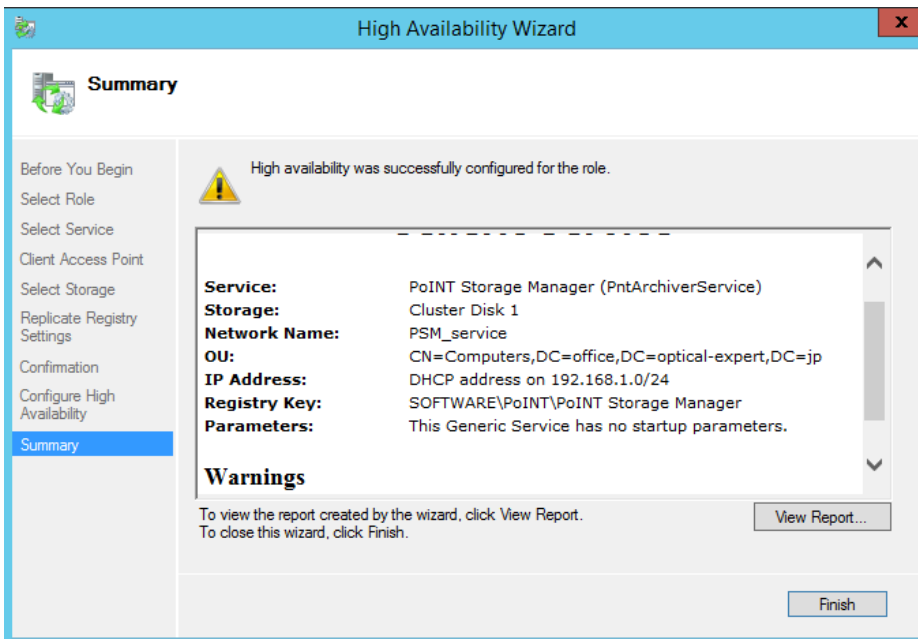 High Availability Wizard
x
Summary
Before You Begin
Select Role
Select Service
Client Access Point
Select Storage
Replicate Registry
Settings
Confirmation
Configure High
Availability
Summary
High availability was successfully configured for the role.
Service: PoINT Storage Manager (PntArchiverService)
Storage: Cluster Disk 1
Network Name: PSM_service
OU: CN=Computers,DC=office,DC=optical-expert,DC=jp
IP Address: DHCP address on 192.168.1.0/24
Registry Key: SOFTWARE\PoINT\PoINT Storage Manager
Parameters: This Generic Service has no startup parameters.
Warnings
To view the report created by the wizard, click View Report.
To close this wizard, click Finish.
View Report...
Finish